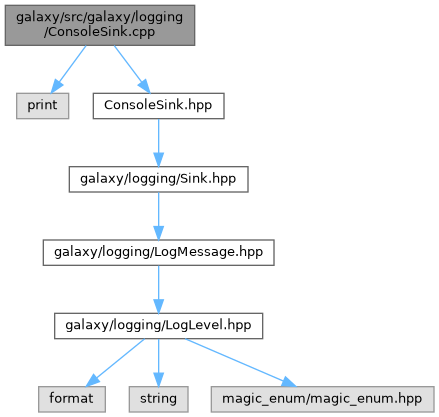 galaxy/src/galaxy/logging
/ConsoleSink.cpp
print
ConsoleSink.hpp
galaxy/logging/Sink.hpp
galaxy/logging/LogMessage.hpp
galaxy/logging/LogLevel.hpp
format
string
magic_enum/magic_enum.hpp